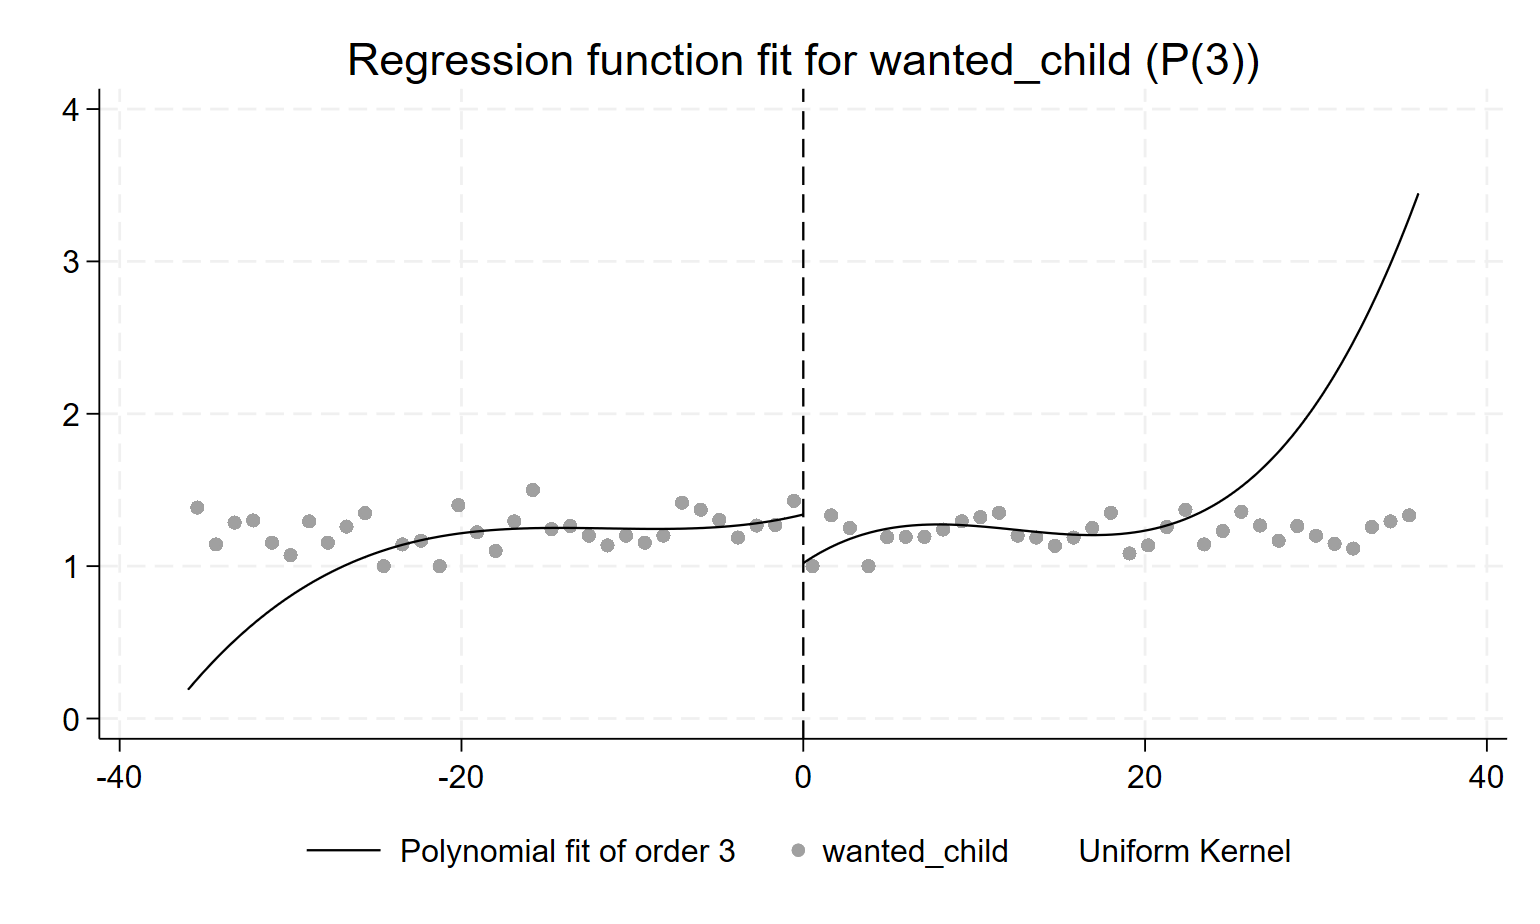 Regression function fit for wanted_child (P(3))
4
3
2
1
0
-40 -20 0 20 40
Polynomial fit of order 3 wanted_child Uniform Kernel